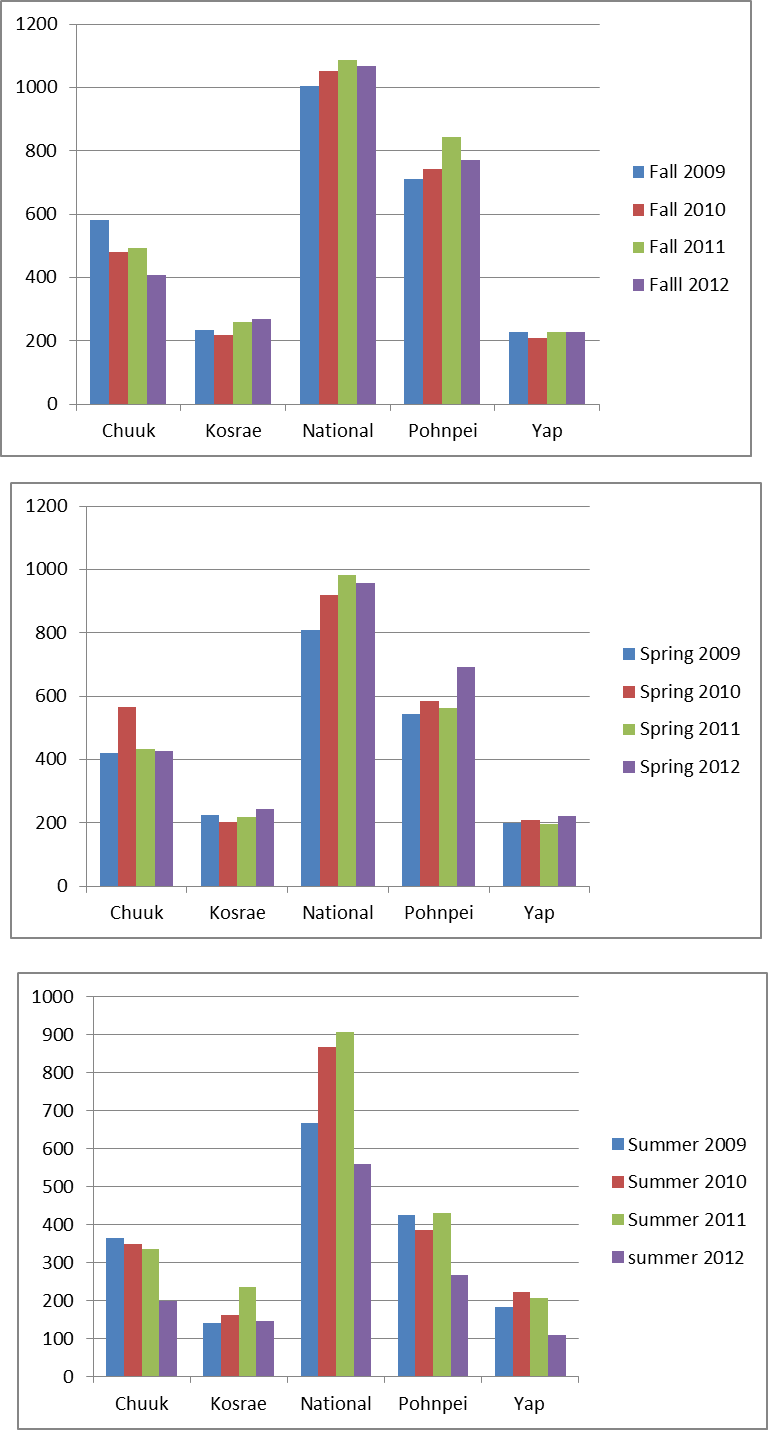 1200
1000
800
600
400
200
0
Chuuk Kosrae National Pohnpei Yap
Fall 2009
Fall 2010
Fall 2011
Falll 2012
1200
1000
800
600
400
200
0
Chuuk Kosrae National Pohnpei Yap
Spring 2009
Spring 2010
Spring 2011
Spring 2012
1000
900
800
700
600
500
400
300
200
100
0
Chuuk Kosrae National Pohnpei Yap
Summer 2009
Summer 2010
Summer 2011
summer 2012